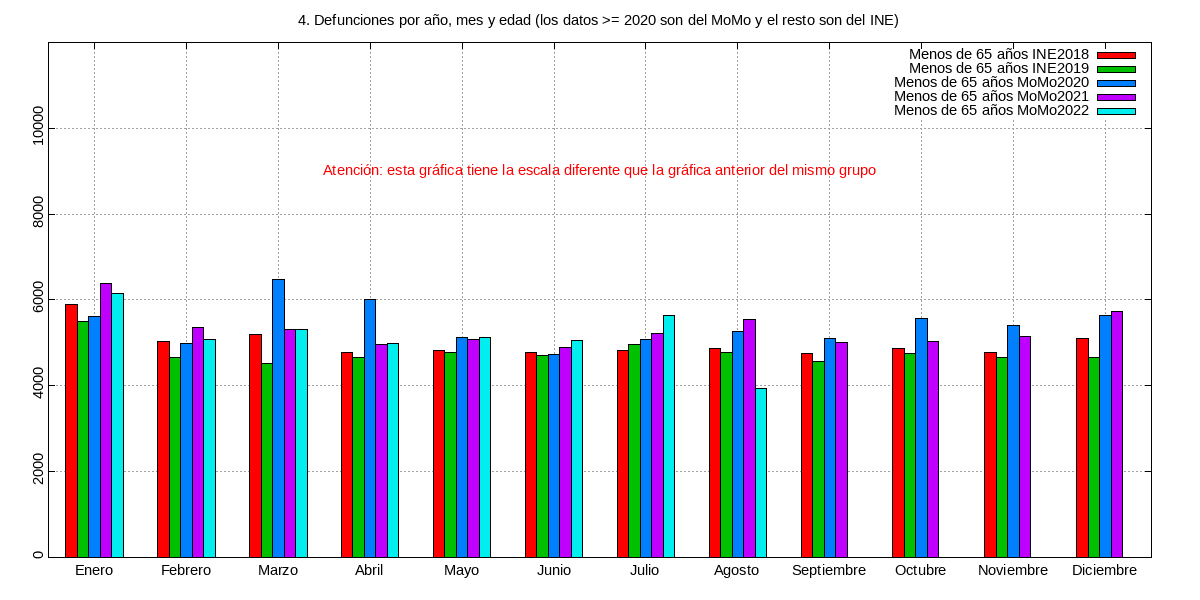 4. Defunciones por año, mes y edad (los datos >= 2020 son del MoMo y el resto son del INE)
Menos de 65 años INE2018
Menos de 65 años INE2019
Menos de 65 años MoMo2020
Menos de 65 años MoMo2021
Menos de 65 años MoMo2022
Atención: esta gráfica tiene la escala diferente que la gráfica anterior del mismo grupo
10000
8000
6000
4000
2000
0
Enero Febrero Marzo Abril Mayo Junio Julio Agosto Septiembre Octubre Noviembre Diciembre